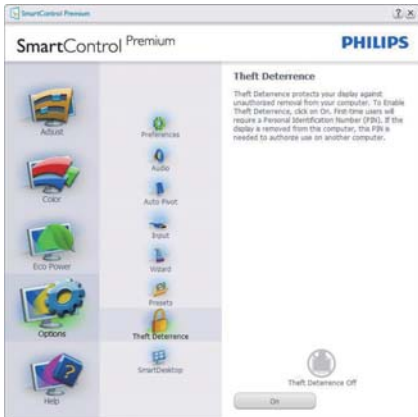 SmartControl Premium
SmartControl Premium
PHILIPS
Adjust
Color
Eco Power
Options
Help
Preferences
Audio
Auto Pivot
Input
Wizard
Presets
Theft Deterrence
SmartDesktop
Theft Deterrence
Theft Deterrence protects your display against
unauthorized removal from your computer. To Enable
Theft Deterrence, click on On. First-time users will
require a Personal Identification Number (PIN). If the
display is removed from this computer, this PIN is
needed to authorize use on another computer.
Theft Deterrence Off
On